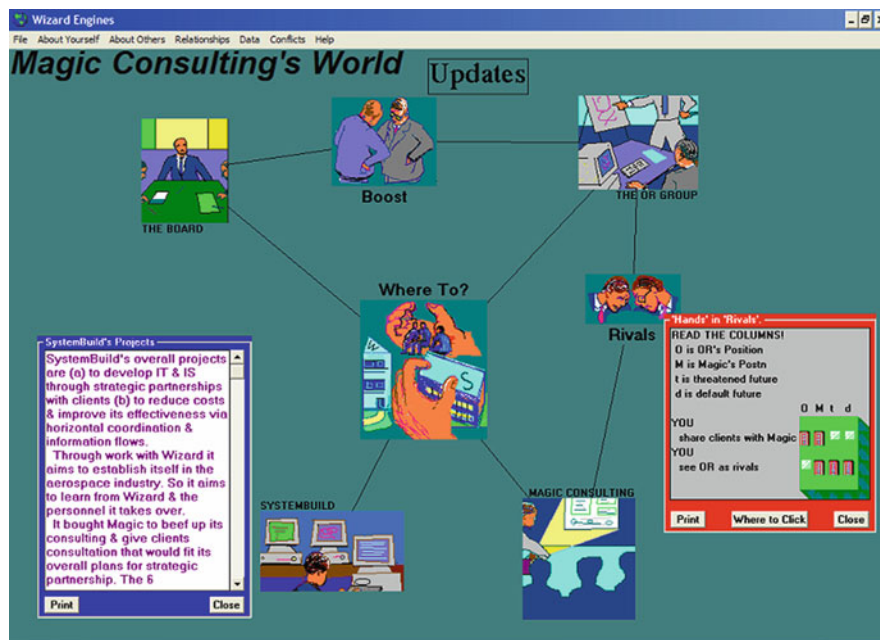 Wizard Engines
File About Yourself About Others Relationships Data Conflicts Help
Magic Consulting's World
Updates
Boost
THE BOARD
THE OR GROUP
Where To?
Rivals
W
S
SYSTEMBUILD
MAGIC CONSULTING
SystemBuild's Projects
SystemBuild's overall projects
are (a) to develop IT & IS
through strategic partnerships
with clients (b) to reduce costs
& improve its effectiveness via
horizontal coordination &
information flows.
Through work with Wizard it
aims to establish itself in the
aerospace industry. So it aims
to learn from Wizard & the
personnel it takes over.
It bought Magic to beef up its
consulting & give clients
consultation that would fit its
overall plans for strategic
partnership. The 6
Print Close
'Hands' in 'Rivals'.
READ THE COLUMNS!
O is OR's Position
M is Magic's Postn
t is threatened future
d is default future
O M t d
YOU
share clients with Magic
YOU
see OR as rivals
Print Where to Click Close